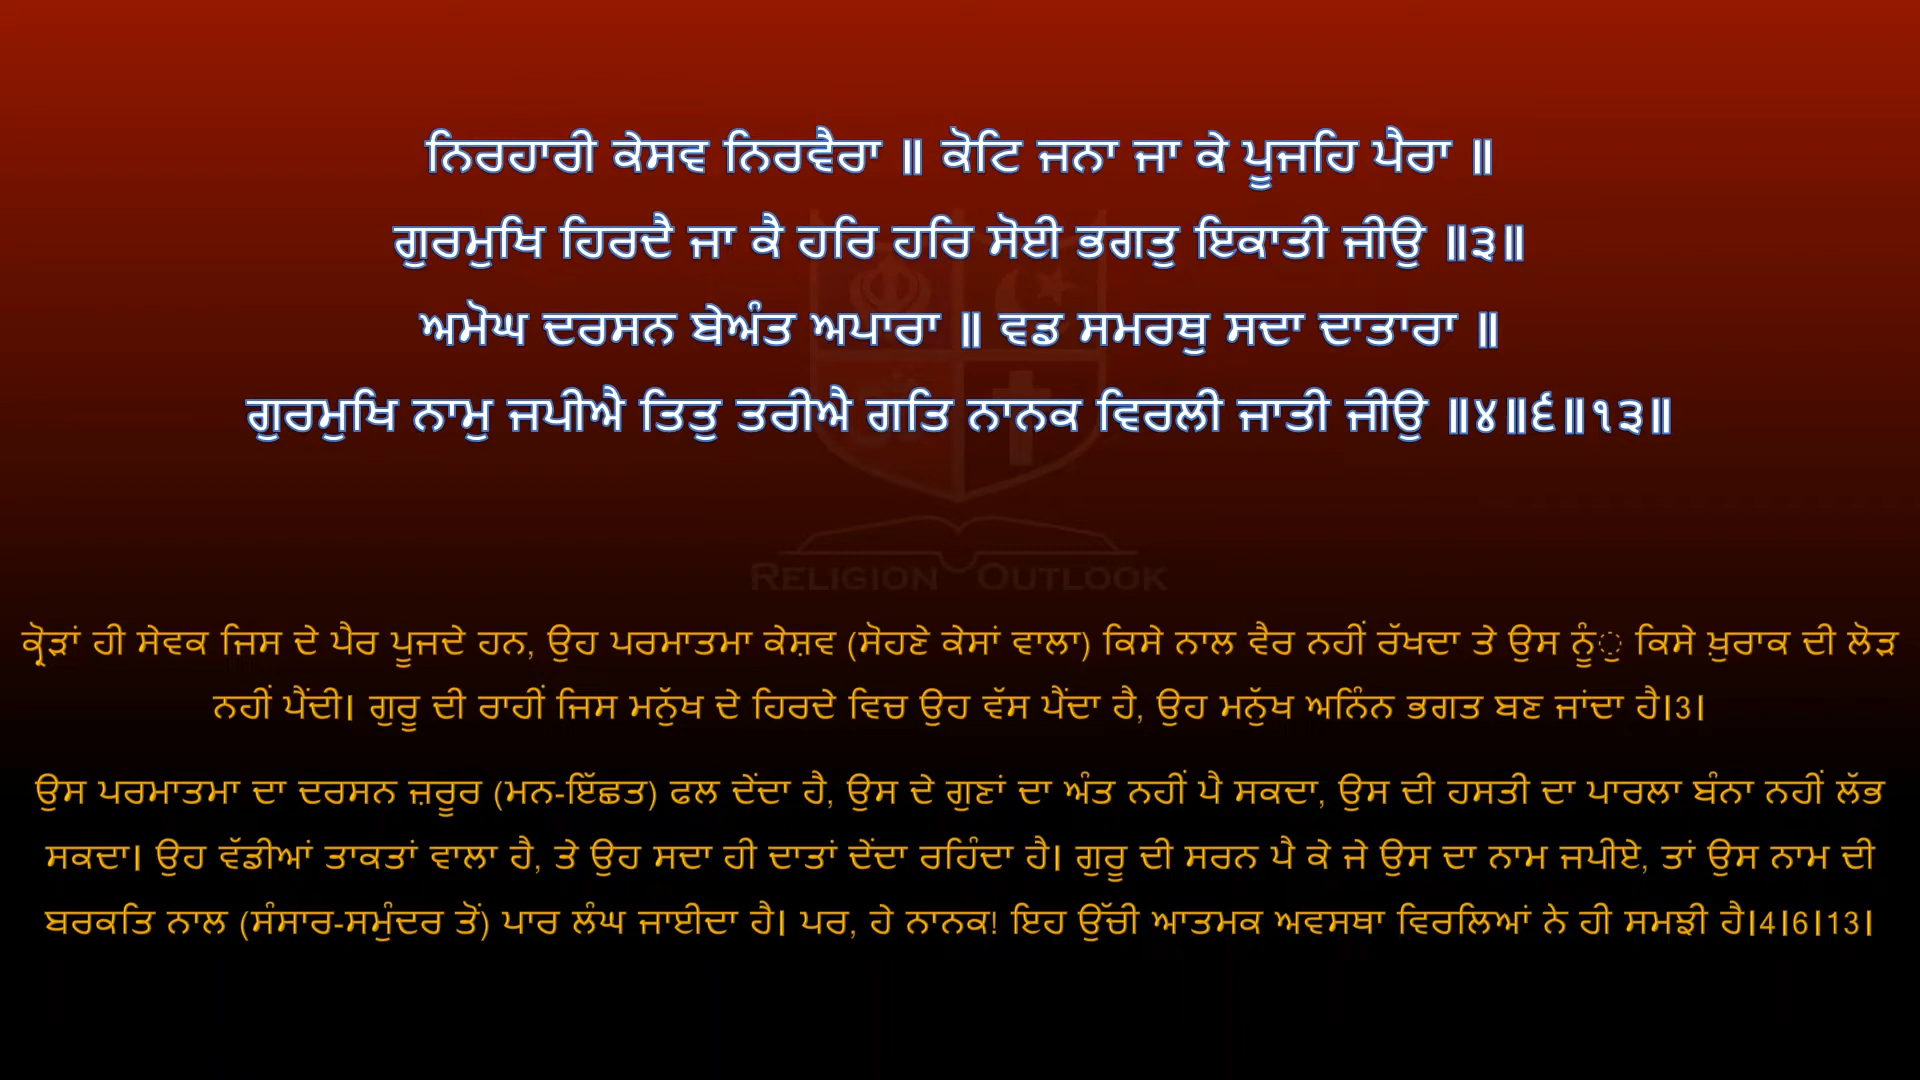 ਨਿਰਹਾਰੀ ਕੇਸਵ ਨਿਰਵੈਰਾ ॥ ਕੋਟਿ ਜਨਾ ਜਾ ਕੇ ਪੂਜਹਿ ਪੈਰਾ ॥
ਗੁਰਮੁਖਿ ਹਿਰਦੈ ਜਾ ਕੈ ਹਰਿ ਹਰਿ ਸੋਈ ਭਗਤੁ ਇਕਾਤੀ ਜੀਉ ॥੩॥
ਅਮੋਘ ਦਰਸਨ ਬੇਅੰਤ ਅਪਾਰਾ ॥ ਵਡ ਸਮਰਥੁ ਸਦਾ ਦਾਤਾਰਾ ॥
ਗੁਰਮੁਖਿ ਨਾਮੁ ਜਪੀਐ ਤਿਤੁ ਤਰੀਐ ਗਤਿ ਨਾਨਕ ਵਿਰਲੀ ਜਾਤੀ ਜੀਉ ॥੪॥੬॥੧੩॥
RELIGION OUTLOOK
ਕ੍ਰੋੜਾਂ ਹੀ ਸੇਵਕ ਜਿਸ ਦੇ ਪੈਰ ਪੂਜਦੇ ਹਨ, ਉਹ ਪਰਮਾਤਮਾ ਕੇਸ਼ਵ (ਸੋਹਣੇ ਕੇਸਾਂ ਵਾਲਾ) ਕਿਸੇ ਨਾਲ ਵੈਰ ਨਹੀਂ ਰੱਖਦਾ ਤੇ ਉਸ ਨੂੰੁ ਕਿਸੇ ਖ਼ੁਰਾਕ ਦੀ ਲੋੜ
ਨਹੀਂ ਪੈਂਦੀ। ਗੁਰੂ ਦੀ ਰਾਹੀਂ ਜਿਸ ਮਨੁੱਖ ਦੇ ਹਿਰਦੇ ਵਿਚ ਉਹ ਵੱਸ ਪੈਂਦਾ ਹੈ, ਉਹ ਮਨੁੱਖ ਅਨਿੰਨ ਭਗਤ ਬਣ ਜਾਂਦਾ ਹੈ।3।
ਉਸ ਪਰਮਾਤਮਾ ਦਾ ਦਰਸਨ ਜ਼ਰੂਰ (ਮਨ-ਇੱਛਤ) ਫਲ ਦੇਂਦਾ ਹੈ, ਉਸ ਦੇ ਗੁਣਾਂ ਦਾ ਅੰਤ ਨਹੀਂ ਪੈ ਸਕਦਾ, ਉਸ ਦੀ ਹਸਤੀ ਦਾ ਪਾਰਲਾ ਬੰਨਾ ਨਹੀਂ ਲੱਭ
ਸਕਦਾ। ਉਹ ਵੱਡੀਆਂ ਤਾਕਤਾਂ ਵਾਲਾ ਹੈ, ਤੇ ਉਹ ਸਦਾ ਹੀ ਦਾਤਾਂ ਦੇਂਦਾ ਰਹਿੰਦਾ ਹੈ। ਗੁਰੂ ਦੀ ਸਰਨ ਪੈ ਕੇ ਜੇ ਉਸ ਦਾ ਨਾਮ ਜਪੀਏ, ਤਾਂ ਉਸ ਨਾਮ ਦੀ
ਬਰਕਤਿ ਨਾਲ (ਸੰਸਾਰ-ਸਮੁੰਦਰ ਤੋਂ) ਪਾਰ ਲੰਘ ਜਾਈਦਾ ਹੈ। ਪਰ, ਹੇ ਨਾਨਕ! ਇਹ ਉੱਚੀ ਆਤਮਕ ਅਵਸਥਾ ਵਿਰਲਿਆਂ ਨੇ ਹੀ ਸਮਝੀ ਹੈ।4।6।13।